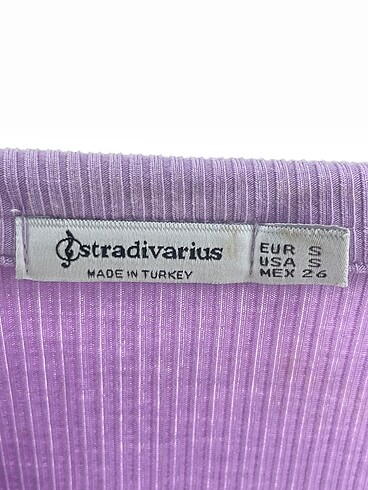 stradivarius
MADE IN TURKEY
EUR S
USA S
MEX 26